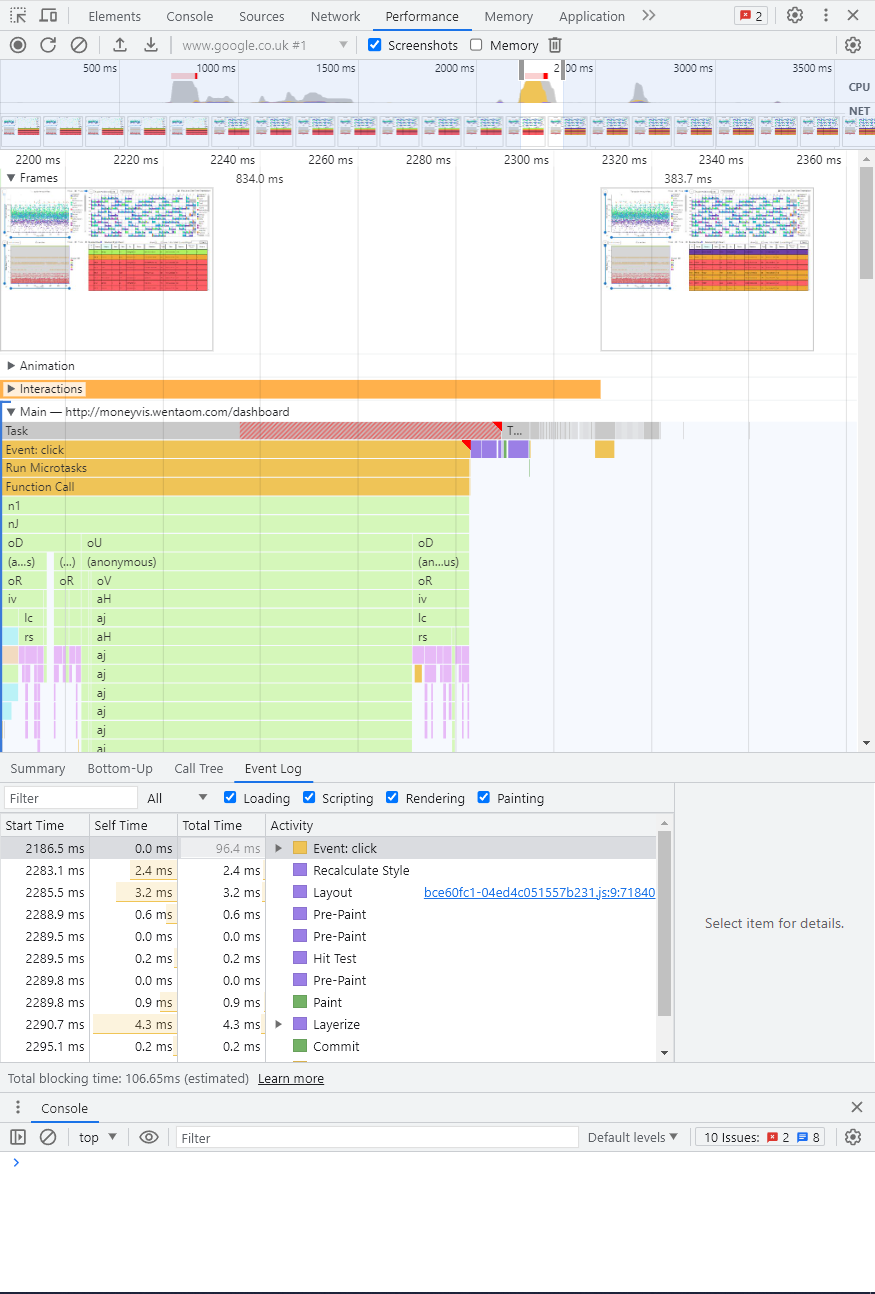 Elements Console Sources Network Performance Memory Application 2
www.google.co.uk #1 Screenshots Memory
500 ms 1000 ms 1500 ms 2000 ms 2 00 ms 3000 ms 3500 ms
CPU
NET
2200 ms 2220 ms 2240 ms 2260 ms 2280 ms 2300 ms 2320 ms 2340 ms 2360 ms
Frames 834.0 ms 383.7 ms
Animation
Interactions
Main — http://moneyvis.wentaom.com/dashboard
Task T...
Event: click
Run Microtasks
Function Call
n1
nJ
oD oU oD
(a...s) (...) (anonymous) (an...us)
oR oR oV oR
iv aH iv
lc aj lc
rs aH rs
aj
aj
aj
aj
aj
aj
Summary Bottom-Up Call Tree Event Log
Filter All Loading Scripting Rendering Painting
Start Time Self Time Total Time Activity
2186.5 ms 0.0 ms 96.4 ms Event: click
2283.1 ms 2.4 ms 2.4 ms Recalculate Style
2285.5 ms 3.2 ms 3.2 ms Layout bce60fc1-04ed4c051557b231.js:9:71840
2288.9 ms 0.6 ms 0.6 ms Pre-Paint
2289.5 ms 0.0 ms 0.0 ms Pre-Paint
2289.5 ms 0.2 ms 0.2 ms Hit Test
2289.8 ms 0.0 ms 0.0 ms Pre-Paint
2289.8 ms 0.9 ms 0.9 ms Paint
2290.7 ms 4.3 ms 4.3 ms Layerize
2295.1 ms 0.2 ms 0.2 ms Commit
Select item for details.
Total blocking time: 106.65ms (estimated) Learn more
Console
top Filter Default levels 10 Issues: 2 8